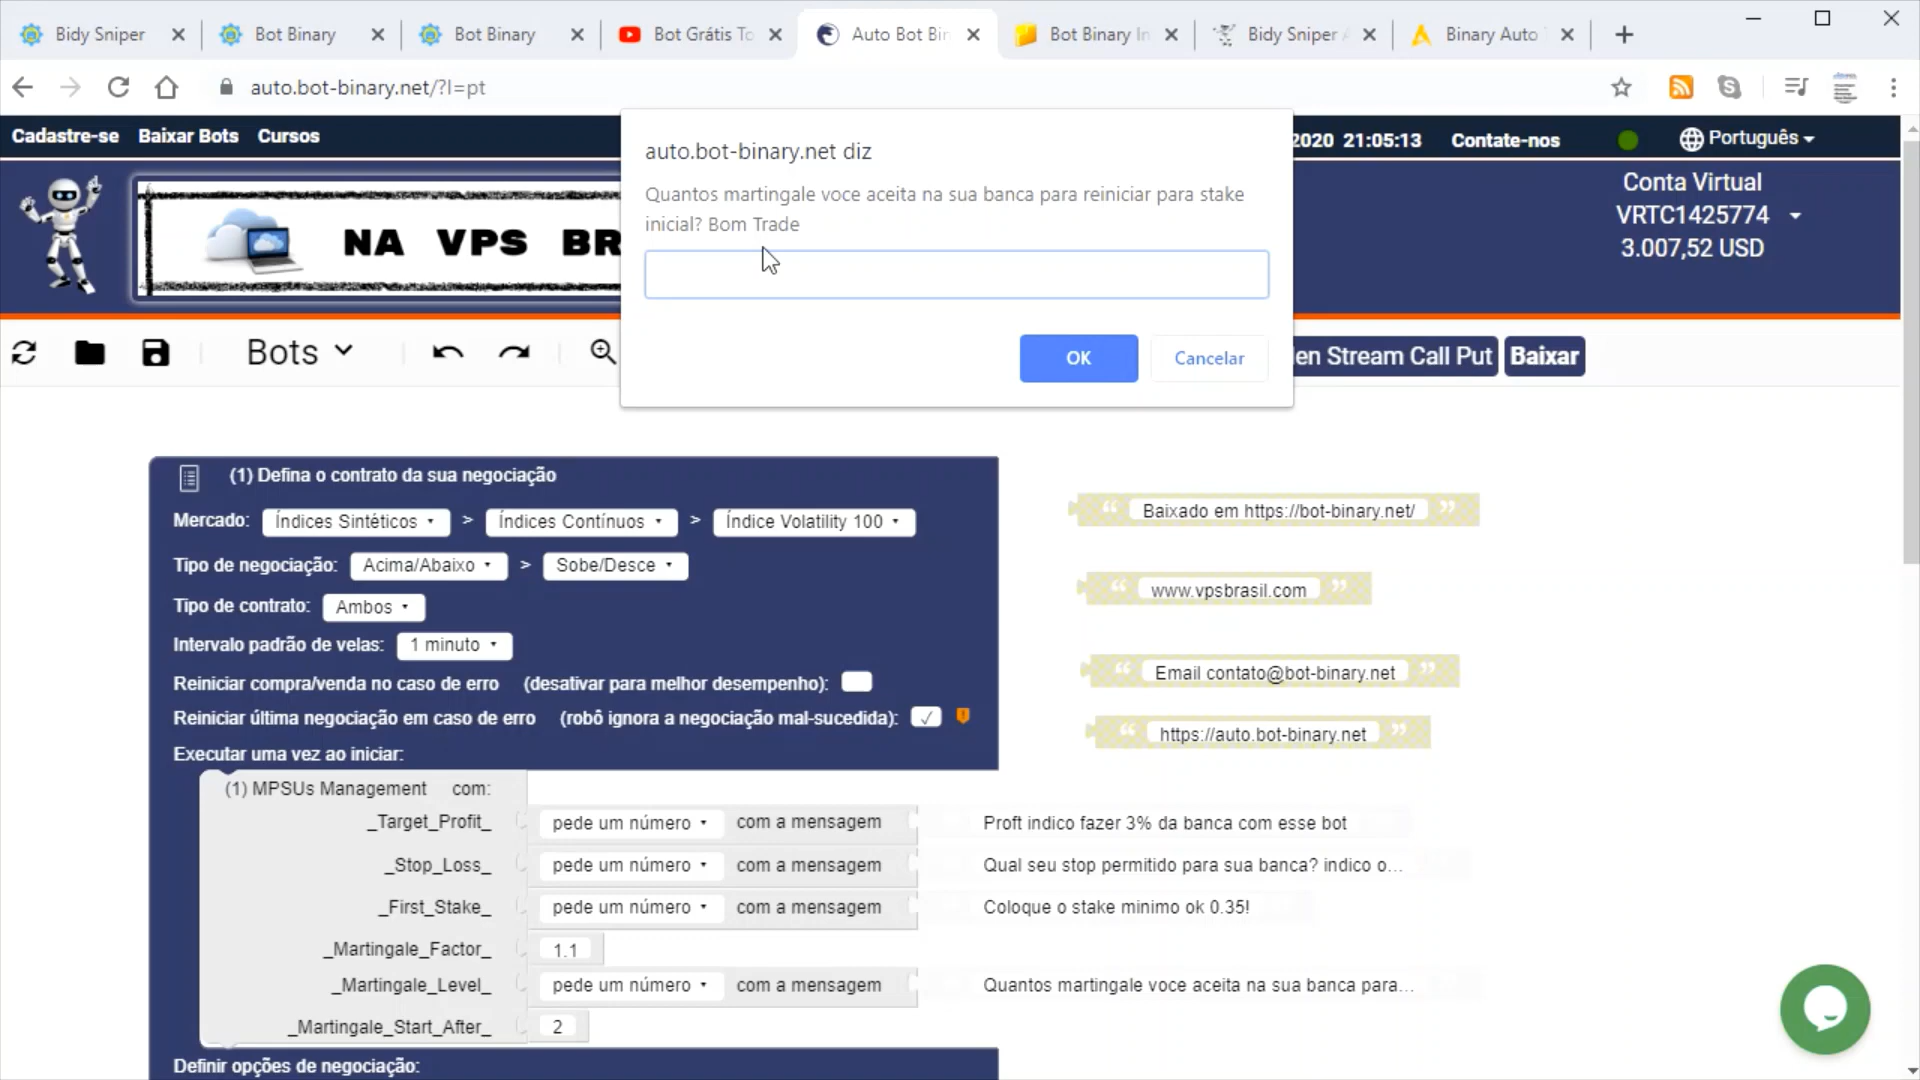 Bidy Sniper
Bot Binary
Bot Binary
Bot Grátis To
Auto Bot Bin
Bot Binary In
Bidy Sniper A
Binary Auto T
auto.bot-binary.net/?l=pt
Cadastre-se Baixar Bots Cursos
2020 21:05:13 Contate-nos
Português
auto.bot-binary.net diz
Quantos martingale voce aceita na sua banca para reiniciar para stake
inicial? Bom Trade
OK
Cancelar
NA VPS BR
Conta Virtual
VRTC1425774
3.007,52 USD
Bots
en Stream Call Put
Baixar
(1) Defina o contrato da sua negociação
Mercado: Índices Sintéticos > Índices Contínuos > Índice Volatility 100
Tipo de negociação: Acima/Abaixo > Sobe/Desce
Tipo de contrato: Ambos
Intervalo padrão de velas: 1 minuto
Reiniciar compra/venda no caso de erro (desativar para melhor desempenho):
Reiniciar última negociação em caso de erro (robô ignora a negociação mal-sucedida): ✓ !
Executar uma vez ao iniciar:
(1) MPSUs Management com:
_Target_Profit_ pede um número com a mensagem Proft indico fazer 3% da banca com esse bot
_Stop_Loss_ pede um número com a mensagem Qual seu stop permitido para sua banca? indico o...
_First_Stake_ pede um número com a mensagem Coloque o stake minimo ok 0.35!
_Martingale_Factor_ 1.1
_Martingale_Level_ pede um número com a mensagem Quantos martingale voce aceita na sua banca para...
_Martingale_Start_After_ 2
Definir opções de negociação:
“ Baixado em https://bot-binary.net/ ”
“ www.vpsbrasil.com ”
“ Email contato@bot-binary.net ”
“ https://auto.bot-binary.net ”